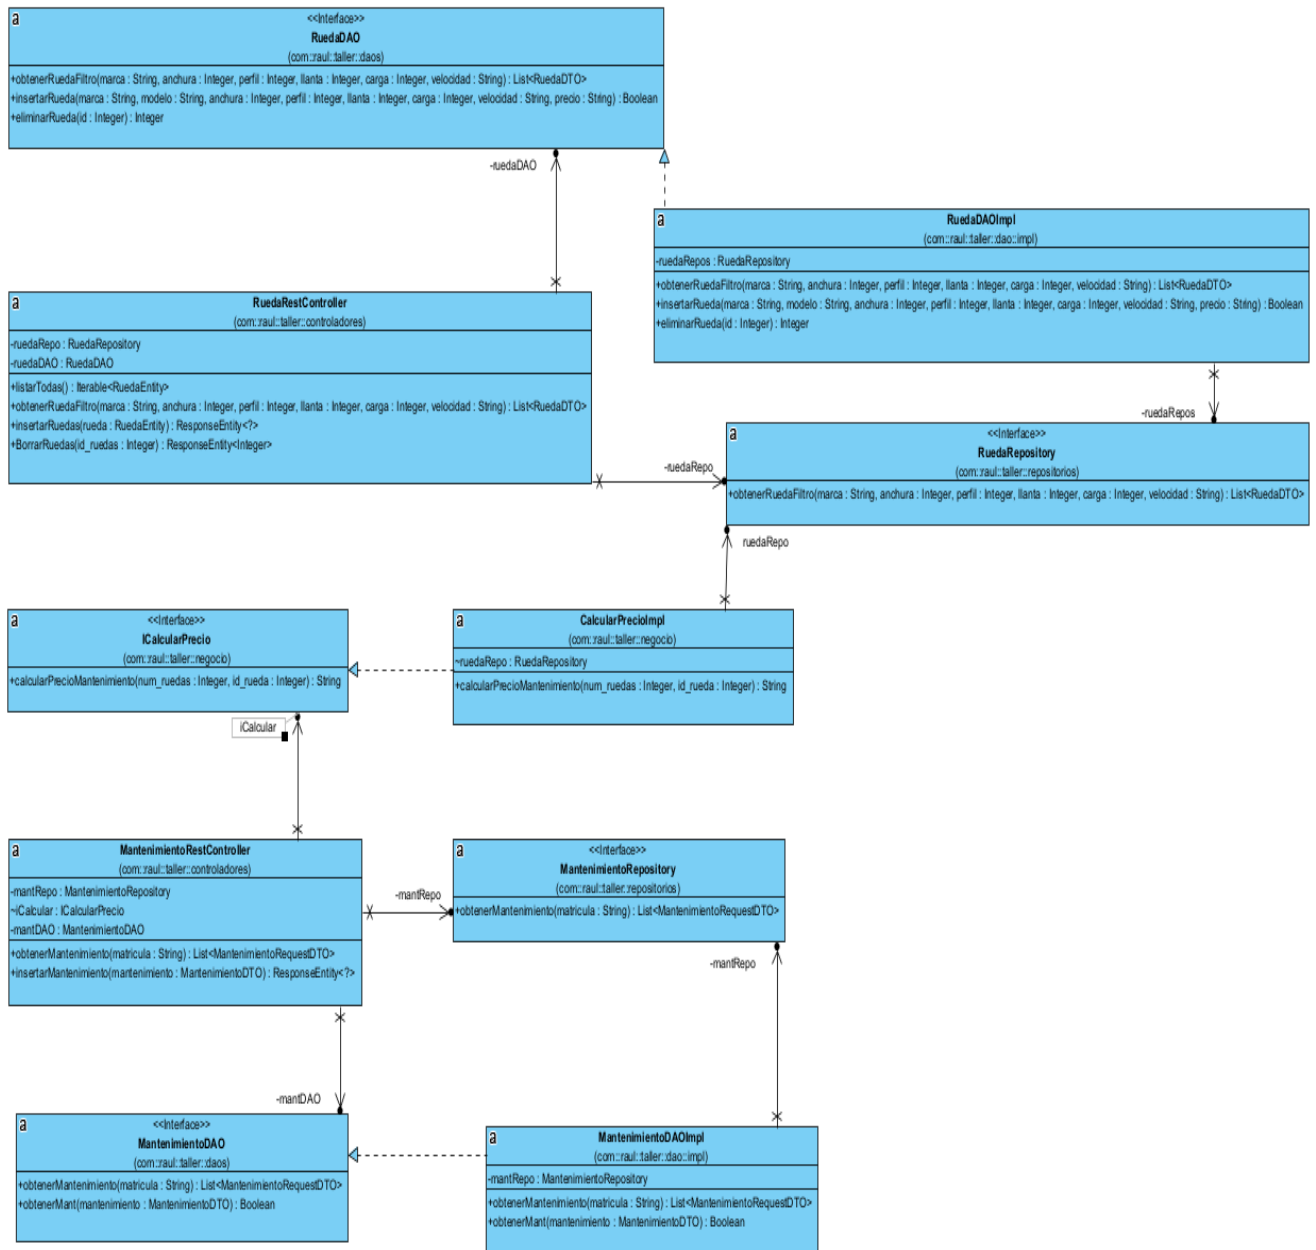 a
<<Interface>>
RuedaDAO
(com::raul::taller::daos)
+obtenerRuedaFiltro(marca : String, anchura : Integer, perfil : Integer, llanta : Integer, carga : Integer, velocidad : String) : List<RuedaDTO>
+insertarRueda(marca : String, modelo : String, anchura : Integer, perfil : Integer, llanta : Integer, carga : Integer, velocidad : String, precio : String) : Boolean
+eliminarRueda(id : Integer) : Integer
-ruedaDAO
a
RuedaDAOImpl
(com::raul::taller::dao::impl)
-ruedaRepos : RuedaRepository
+obtenerRuedaFiltro(marca : String, anchura : Integer, perfil : Integer, llanta : Integer, carga : Integer, velocidad : String) : List<RuedaDTO>
+insertarRueda(marca : String, modelo : String, anchura : Integer, perfil : Integer, llanta : Integer, carga : Integer, velocidad : String, precio : String) : Boolean
+eliminarRueda(id : Integer) : Integer
a
RuedaRestController
(com::raul::taller::controladores)
-ruedaRepo : RuedaRepository
-ruedaDAO : RuedaDAO
+listarTodas() : Iterable<RuedaEntity>
+obtenerRuedaFiltro(marca : String, anchura : Integer, perfil : Integer, llanta : Integer, carga : Integer, velocidad : String) : List<RuedaDTO>
+insertarRuedas(rueda : RuedaEntity) : ResponseEntity<?>
+BorrarRuedas(id_ruedas : Integer) : ResponseEntity<Integer>
-ruedaRepos
-ruedaRepo
a
<<Interface>>
RuedaRepository
(com::raul::taller::repositorios)
+obtenerRuedaFiltro(marca : String, anchura : Integer, perfil : Integer, llanta : Integer, carga : Integer, velocidad : String) : List<RuedaDTO>
ruedaRepo
a
<<Interface>>
ICalcularPrecio
(com::raul::taller::negocio)
+calcularPrecioMantenimiento(num_ruedas : Integer, id_rueda : Integer) : String
a
CalcularPrecioImpl
(com::raul::taller::negocio)
~ruedaRepo : RuedaRepository
+calcularPrecioMantenimiento(num_ruedas : Integer, id_rueda : Integer) : String
iCalcular
a
MantenimientoRestController
(com::raul::taller::controladores)
-mantRepo : MantenimientoRepository
~iCalcular : ICalcularPrecio
-mantDAO : MantenimientoDAO
+obtenerMantenimiento(matricula : String) : List<MantenimientoRequestDTO>
+insertarMantenimiento(mantenimiento : MantenimientoDTO) : ResponseEntity<?>
-mantRepo
a
<<Interface>>
MantenimientoRepository
(com::raul::taller::repositorios)
+obtenerMantenimiento(matricula : String) : List<MantenimientoRequestDTO>
-mantRepo
-mantDAO
a
<<Interface>>
MantenimientoDAO
(com::raul::taller::daos)
+obtenerMantenimiento(matricula : String) : List<MantenimientoRequestDTO>
+obtenerMant(mantenimiento : MantenimientoDTO) : Boolean
a
MantenimientoDAOImpl
(com::raul::taller::dao::impl)
-mantRepo : MantenimientoRepository
+obtenerMantenimiento(matricula : String) : List<MantenimientoRequestDTO>
+obtenerMant(mantenimiento : MantenimientoDTO) : Boolean